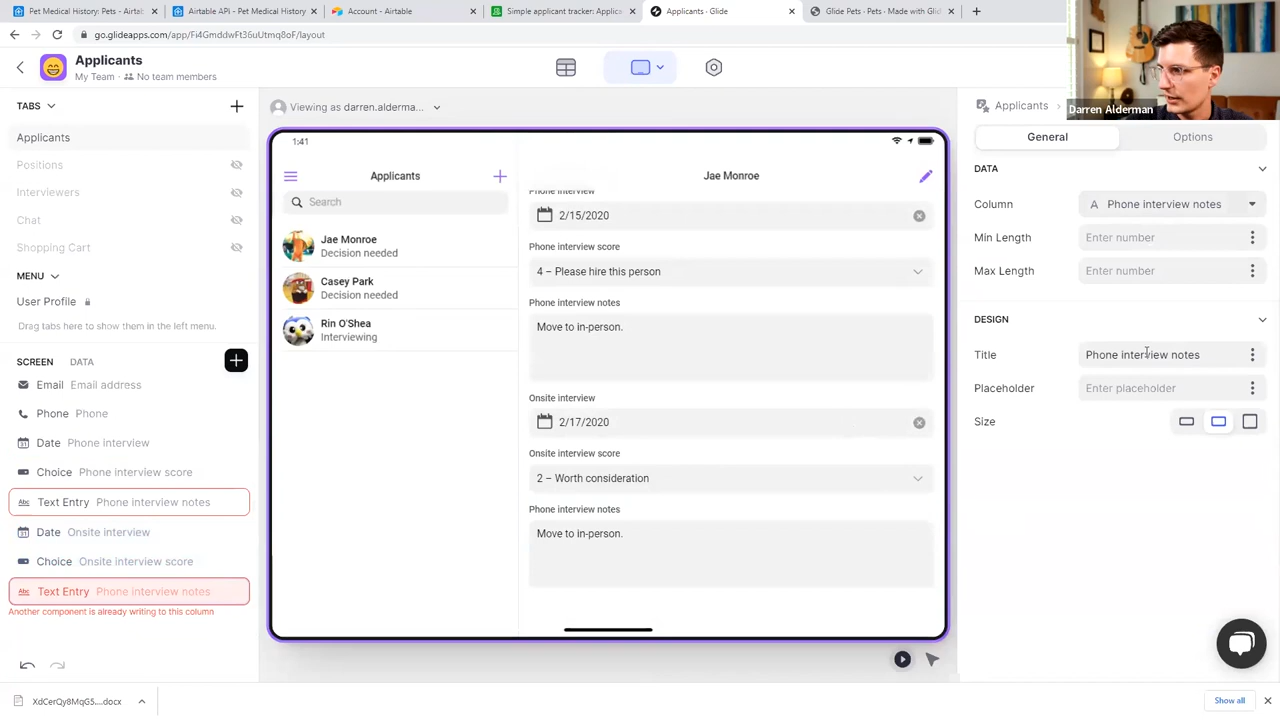 Pet Medical History: Pets - Airtab
Airtable API - Pet Medical History
Account - Airtable
Simple applicant tracker: Applica
Applicants - Glide
Glide Pets · Pets - Made with Glid
go.glideapps.com/app/Fi4GmddwFt36uUtmq8oF/layout
Applicants
My Team · No team members
TABS
Applicants
Positions
Interviewers
Chat
Shopping Cart
MENU
User Profile
Drag tabs here to show them in the left menu.
SCREEN DATA
Email Email address
Phone Phone
Date Phone interview
Choice Phone interview score
Abc Text Entry Phone interview notes
Date Onsite interview
Choice Onsite interview score
Abc Text Entry Phone interview notes
Another component is already writing to this column
Viewing as darren.alderma...
1:41
Applicants
Search
Jae Monroe
Decision needed
Casey Park
Decision needed
Rin O'Shea
Interviewing
Jae Monroe
Phone interview
2/15/2020
Phone interview score
4 – Please hire this person
Phone interview notes
Move to in-person.
Onsite interview
2/17/2020
Onsite interview score
2 – Worth consideration
Phone interview notes
Move to in-person.
Applicants
Darren Alderman
General Options
DATA
Column A Phone interview notes
Min Length Enter number
Max Length Enter number
DESIGN
Title Phone interview notes
Placeholder Enter placeholder
Size
XdCerQy8MqG5....docx
Show all